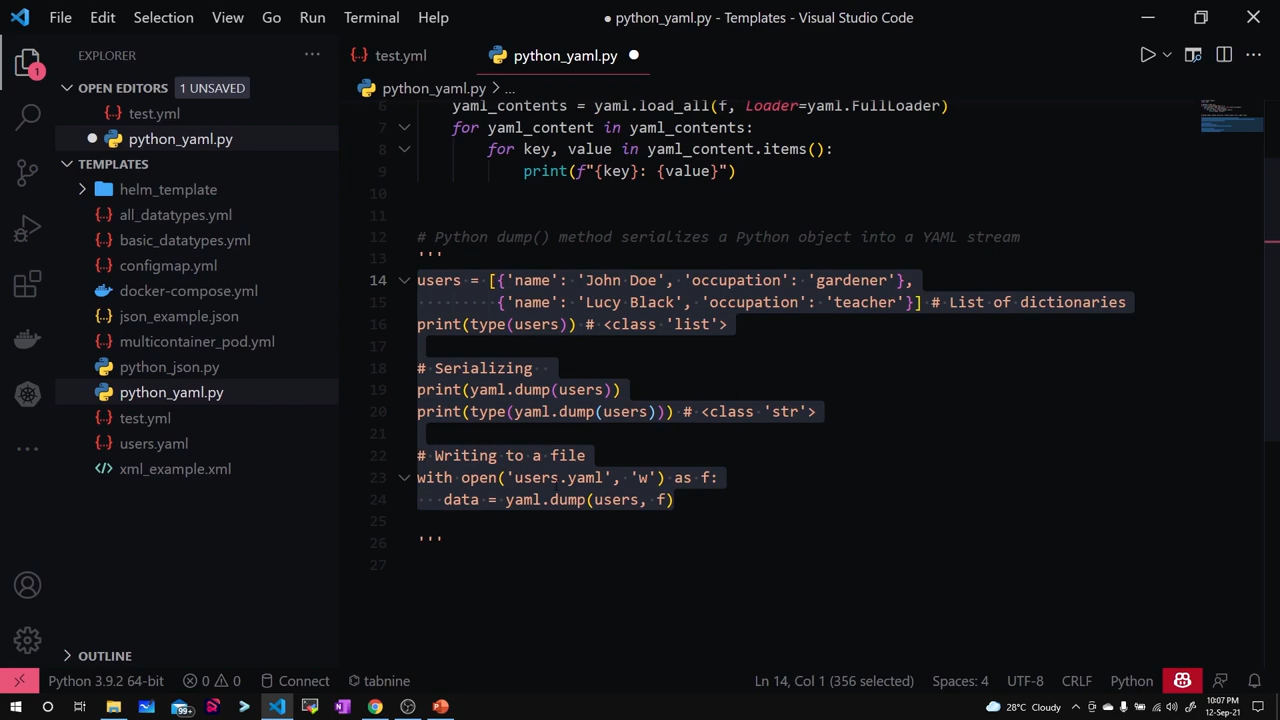 File Edit Selection View Go Run Terminal Help
● python_yaml.py - Templates - Visual Studio Code
EXPLORER
OPEN EDITORS 1 UNSAVED
test.yml
python_yaml.py
TEMPLATES
helm_template
all_datatypes.yml
basic_datatypes.yml
configmap.yml
docker-compose.yml
json_example.json
multicontainer_pod.yml
python_json.py
python_yaml.py
test.yml
users.yaml
xml_example.xml
OUTLINE
1
test.yml python_yaml.py
python_yaml.py > ...
6 yaml_contents = yaml.load_all(f, Loader=yaml.FullLoader)
7 for yaml_content in yaml_contents:
8 for key, value in yaml_content.items():
9 print(f"{key}: {value}")
10
11
12 # Python dump() method serializes a Python object into a YAML stream
13 '''
14 users = [{'name': 'John Doe', 'occupation': 'gardener'},
15 {'name': 'Lucy Black', 'occupation': 'teacher'}] # List of dictionaries
16 print(type(users)) # <class 'list'>
17
18 # Serializing
19 print(yaml.dump(users))
20 print(type(yaml.dump(users))) # <class 'str'>
21
22 # Writing to a file
23 with open('users.yaml', 'w') as f:
24 data = yaml.dump(users, f)
25
26 '''
27
Python 3.9.2 64-bit 0 0 Connect tabnine Ln 14, Col 1 (356 selected) Spaces: 4 UTF-8 CRLF Python
99+ 28°C Cloudy 10:07 PM
12-Sep-21